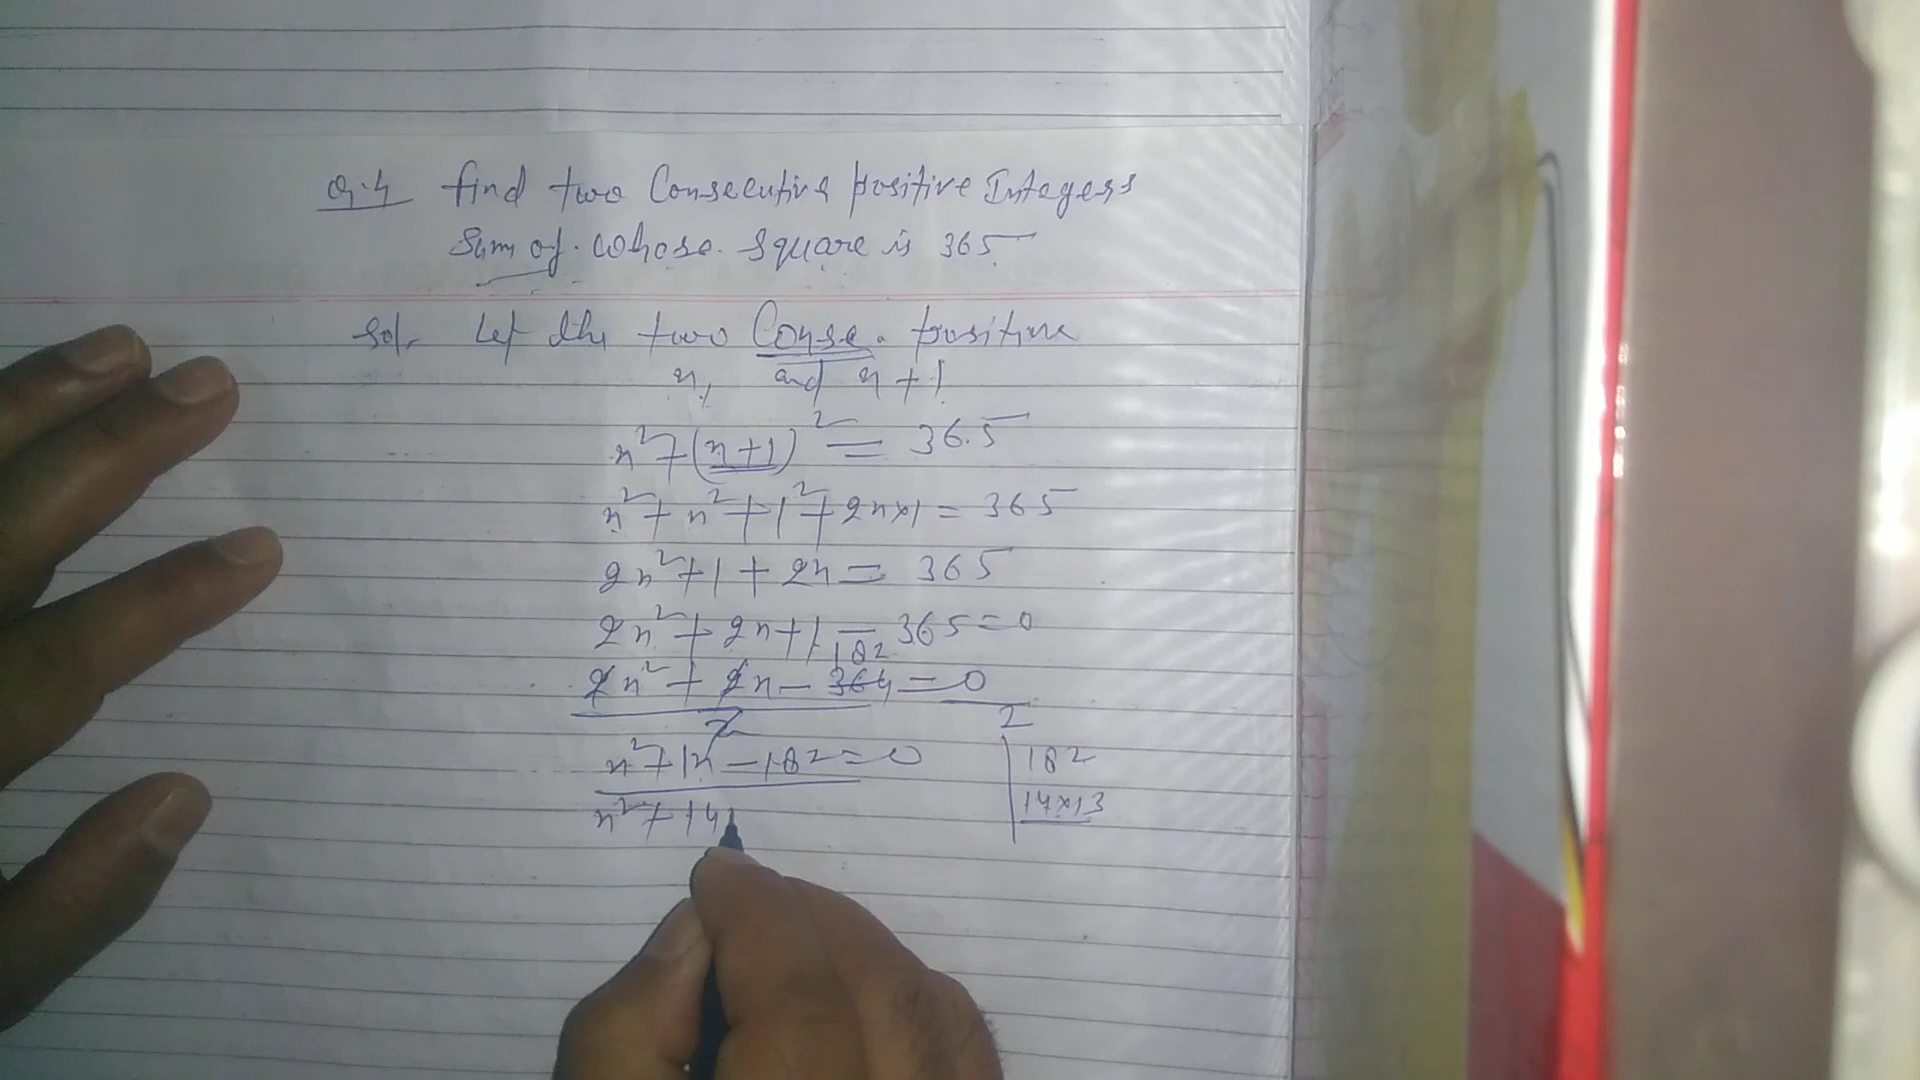 Q.4 find two Consecutive positive Integers
Sum of whose square is 365
Sol. Let the two Conse. positive
x, and x + 1
x² + (x+1)² = 365
x² + x² + 1² + 2x×1 = 365
2x² + 1 + 2x = 365
2x² + 2x + 1 - 365 = 0
182
2x² + 2x - 364 = 0
2 2
x² + 1x - 182 = 0
182
x² + 14
14×13